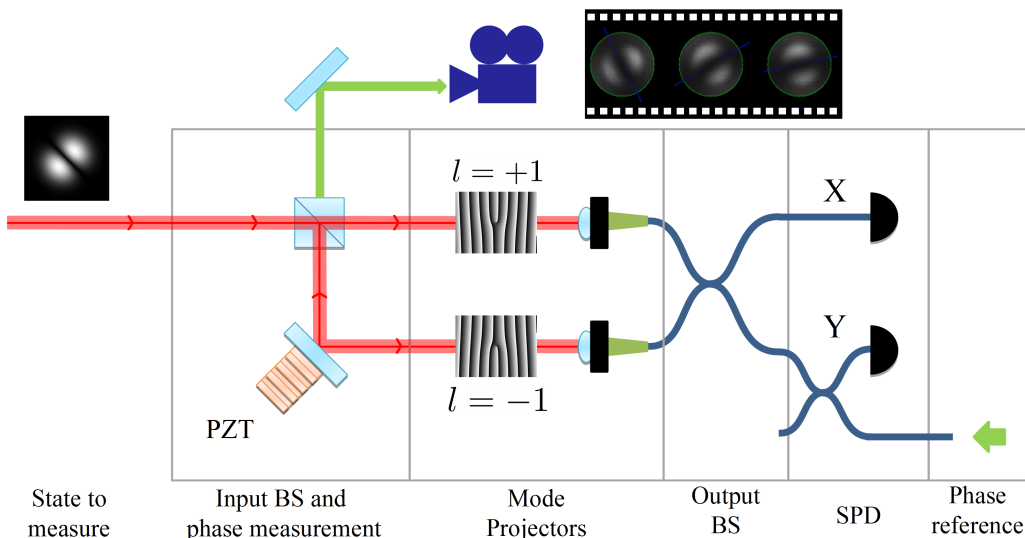 l = +1
X
l = −1
Y
PZT
State to
measure
Input BS and
phase measurement
Mode
Projectors
Output
BS
SPD
Phase
reference